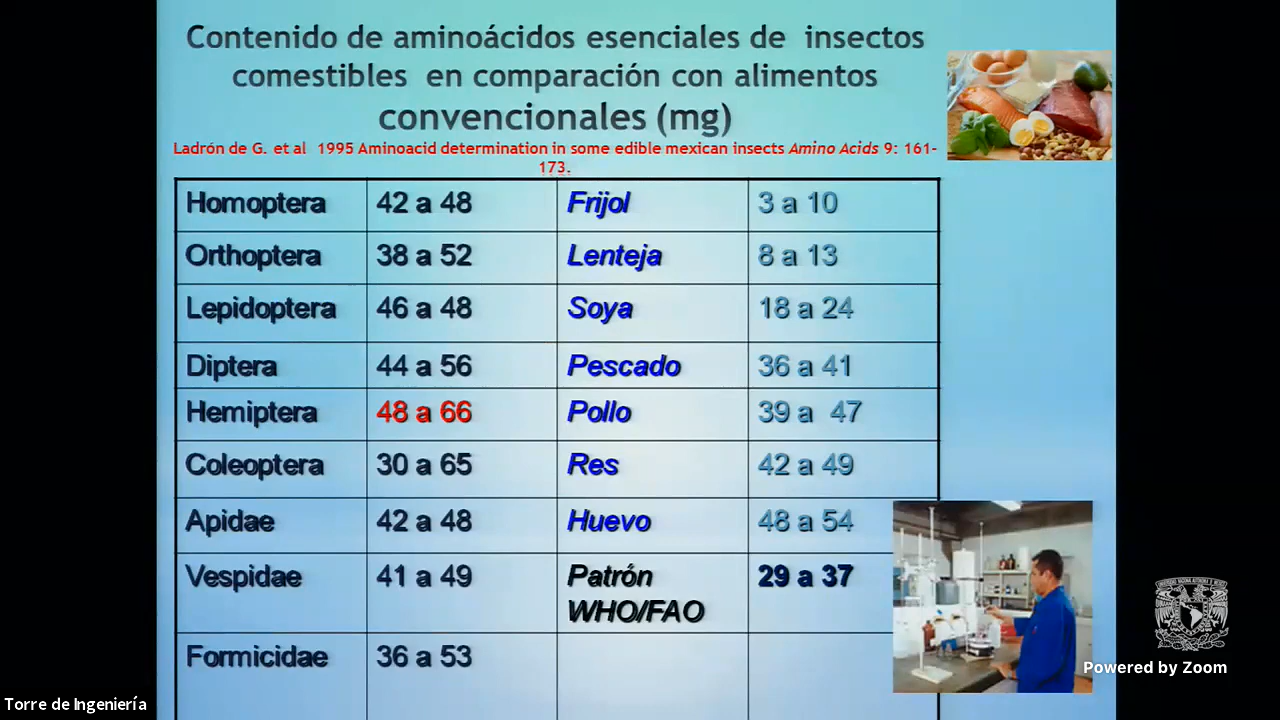 Contenido de aminoácidos esenciales de insectos
comestibles en comparación con alimentos
convencionales (mg)
Ladrón de G. et al 1995 Aminoacid determination in some edible mexican insects Amino Acids 9: 161-
173.
Homoptera 42 a 48 Frijol 3 a 10
Orthoptera 38 a 52 Lenteja 8 a 13
Lepidoptera 46 a 48 Soya 18 a 24
Diptera 44 a 56 Pescado 36 a 41
Hemiptera 48 a 66 Pollo 39 a 47
Coleoptera 30 a 65 Res 42 a 49
Apidae 42 a 48 Huevo 48 a 54
Vespidae 41 a 49 Patrón 29 a 37
WHO/FAO
Formicidae 36 a 53
Powered by Zoom
Torre de Ingeniería